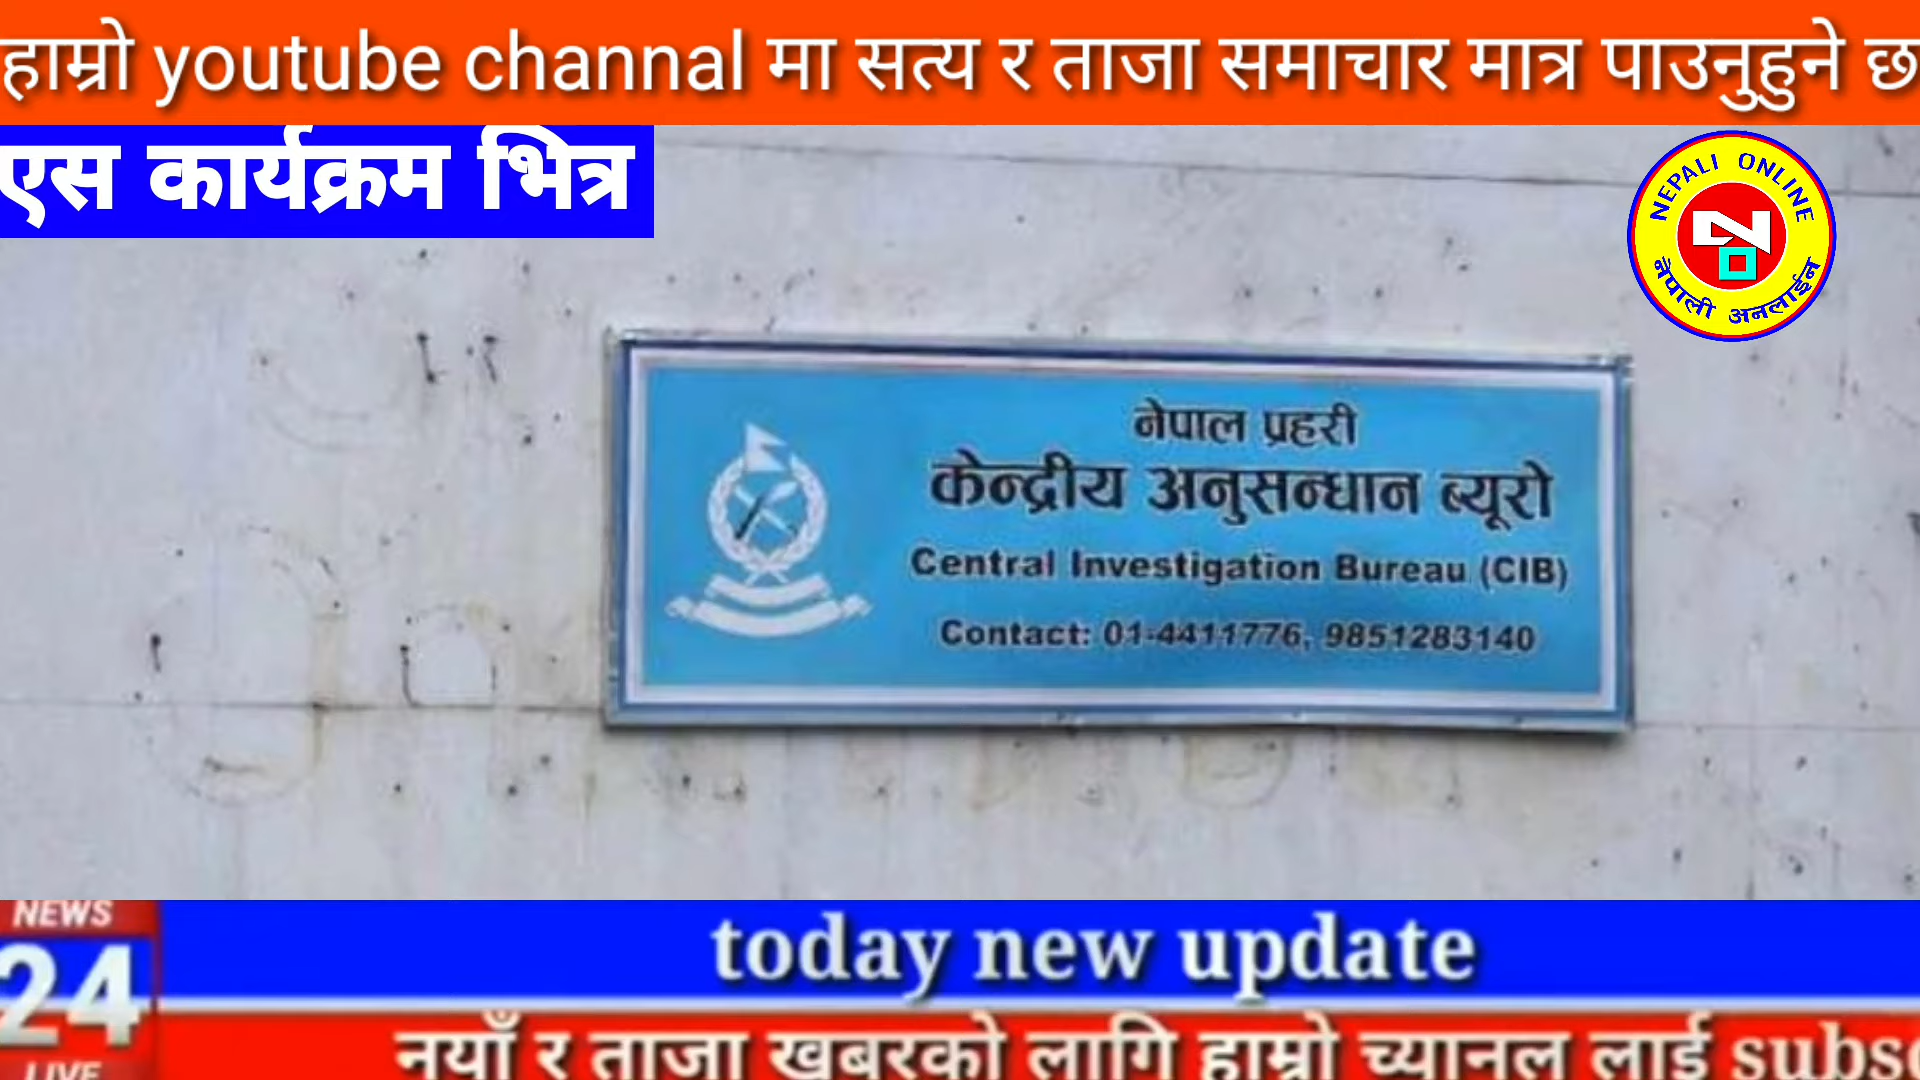 हाम्रो youtube channal मा सत्य र ताजा समाचार मात्र पाउनुहुने छ
एस कार्यक्रम भित्र
NEPALI ONLINE
NO
नेपाली अनलाईन
नेपाल प्रहरी
केन्द्रीय अनुसन्धान ब्यूरो
Central Investigation Bureau (CIB)
Contact: 01-4411776, 9851283140
NEWS
24
LIVE
today new update
नयाँ र ताजा खबरको लागि हाम्रो च्यानल लाई